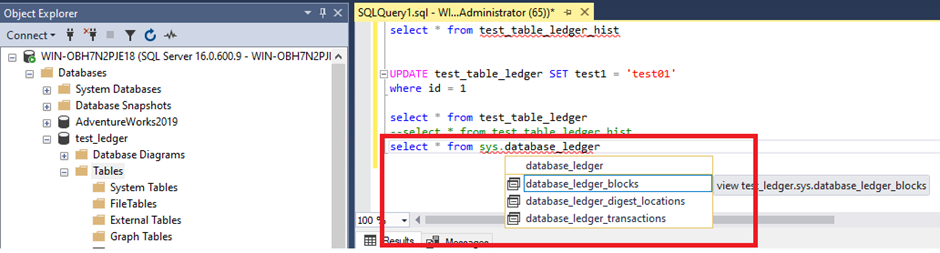 Object Explorer
Connect
WIN-OBH7N2PJE18 (SQL Server 16.0.600.9 - WIN-OBH7N2PJE
Databases
System Databases
Database Snapshots
AdventureWorks2019
test_ledger
Database Diagrams
Tables
System Tables
FileTables
External Tables
Graph Tables
SQLQuery1.sql - WI...Administrator (65))*
select * from test_table_ledger_hist
UPDATE test_table_ledger SET test1 = 'test01'
where id = 1
select * from test_table_ledger
--select * from test_table_ledger_hist
select * from sys.database_ledger
database_ledger
database_ledger_blocks
view test_ledger.sys.database_ledger_blocks
database_ledger_digest_locations
database_ledger_transactions
100 %
Results
Messages